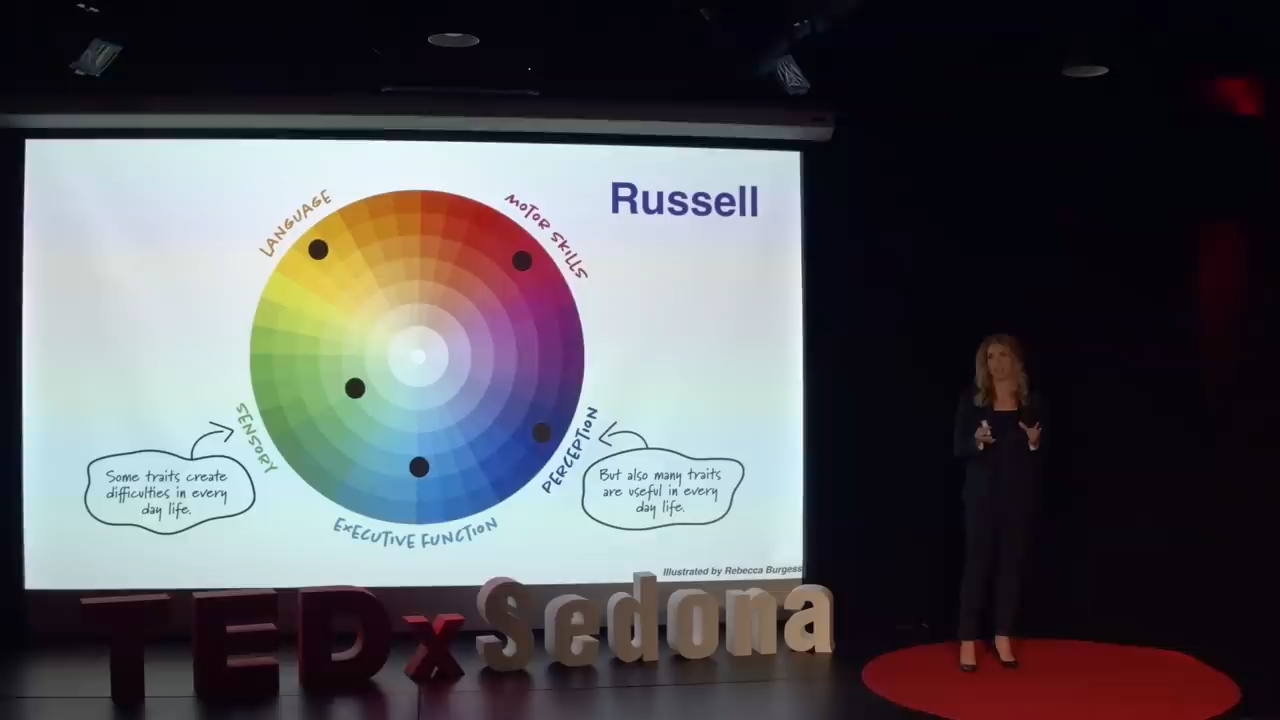 Russell
LANGUAGE
MOTOR SKILLS
SENSORY
PERCEPTION
EXECUTIVE FUNCTION
Some traits create
difficulties in every
day life.
But also many traits
are useful in every
day life.
Illustrated by Rebecca Burgess
TEDxSedona